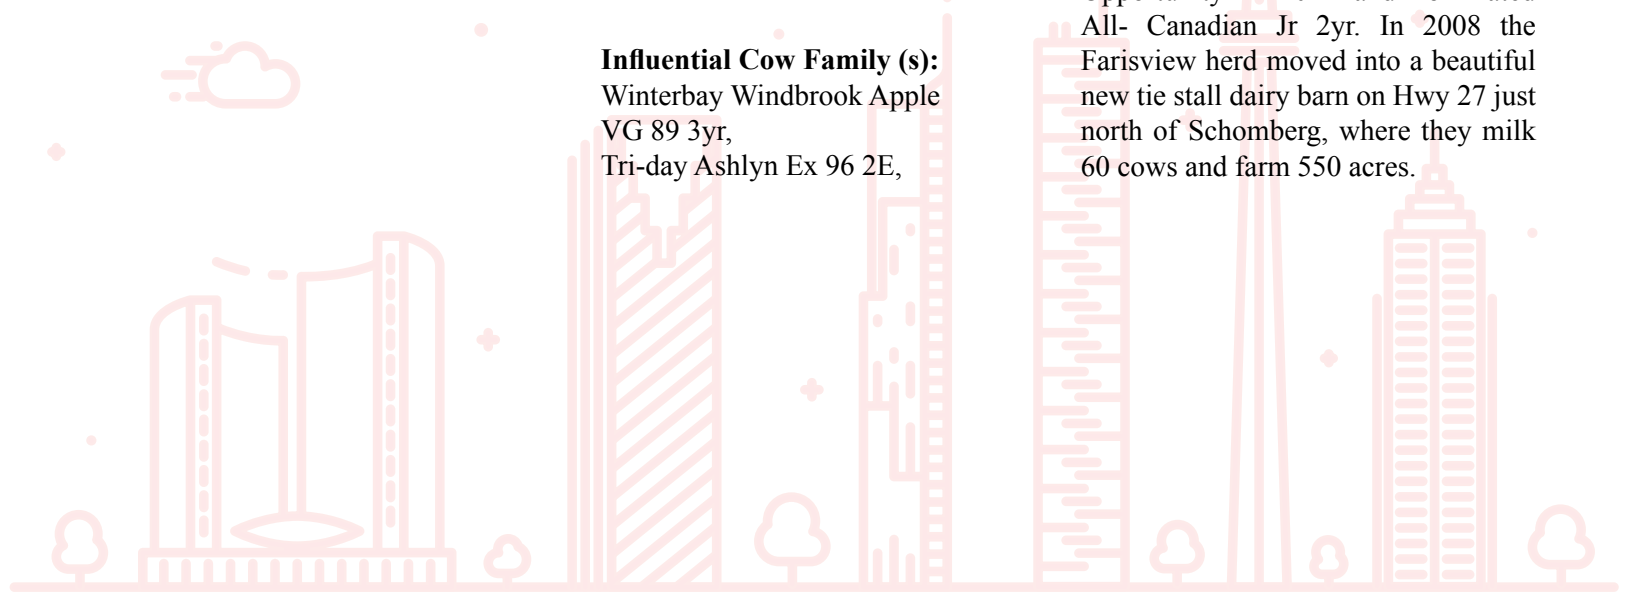 Influential Cow Family (s):
Winterbay Windbrook Apple
VG 89 3yr,
Tri-day Ashlyn Ex 96 2E,
All- Canadian Jr 2yr. In 2008 the
Farisview herd moved into a beautiful
new tie stall dairy barn on Hwy 27 just
north of Schomberg, where they milk
60 cows and farm 550 acres.